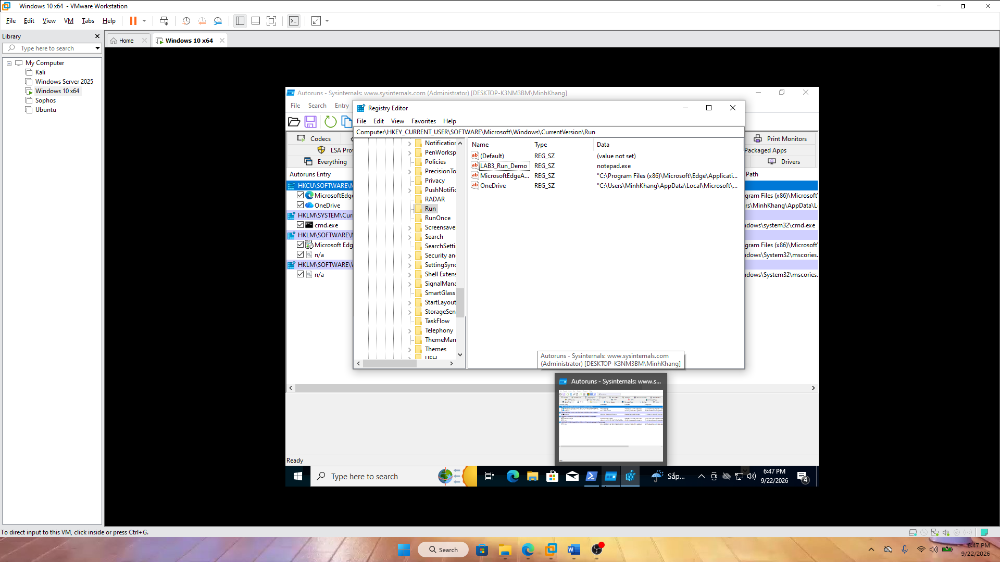 Windows 10 x64 - VMware Workstation
File Edit View VM Tabs Help
Library
Type here to search
Home
Windows 10 x64
My Computer
Kali
Windows Server 2025
Windows 10 x64
Sophos
Ubuntu
Autoruns - Sysinternals: www.sysinternals.com (Administrator) [DESKTOP-K3NM3BM\MinhKhang]
File Search Entry
Registry Editor
File Edit View Favorites Help
Computer\HKEY_CURRENT_USER\SOFTWARE\Microsoft\Windows\CurrentVersion\Run
Codecs
Print Monitors
LSA Pro
Packaged Apps
Everything
Drivers
Autoruns Entry
Path
HKCU\SOFTWARE\M
MicrosoftEdge
gram Files (x86)\Microsoft\
OneDrive
rs\MinhKhang\AppData\L
HKLM\SYSTEM\Curr
cmd.exe
dows\system32\cmd.exe
HKLM\SOFTWARE\M
Microsoft Edg
gram Files (x86)\Microsoft\
n/a
dows\System32\mscories.
HKLM\SOFTWARE\W
n/a
dows\System32\mscories.
Notification
PenWorksp
Policies
PrecisionTo
Privacy
PushNotific
RADAR
Run
RunOnce
Screensave
Search
SearchSetti
Security an
SettingSync
Shell Extens
SignalMana
SmartGlass
StartLayout
StorageSen
TaskFlow
Telephony
ThemeMan
Themes
UFH
Name Type Data
(Default) REG_SZ (value not set)
LAB3_Run_Demo REG_SZ notepad.exe
MicrosoftEdgeA... REG_SZ "C:\Program Files (x86)\Microsoft\Edge\Applicati...
OneDrive REG_SZ "C:\Users\MinhKhang\AppData\Local\Microsoft\...
Autoruns - Sysinternals: www.sysinternals.com
(Administrator) [DESKTOP-K3NM3BM\MinhKhang]
Autoruns - Sysinternals: www.s...
Ready
Type here to search
Sắp...
6:47 PM
9/22/2026
4
To direct input to this VM, click inside or press Ctrl+G.
Search
6:47 PM
9/22/2026